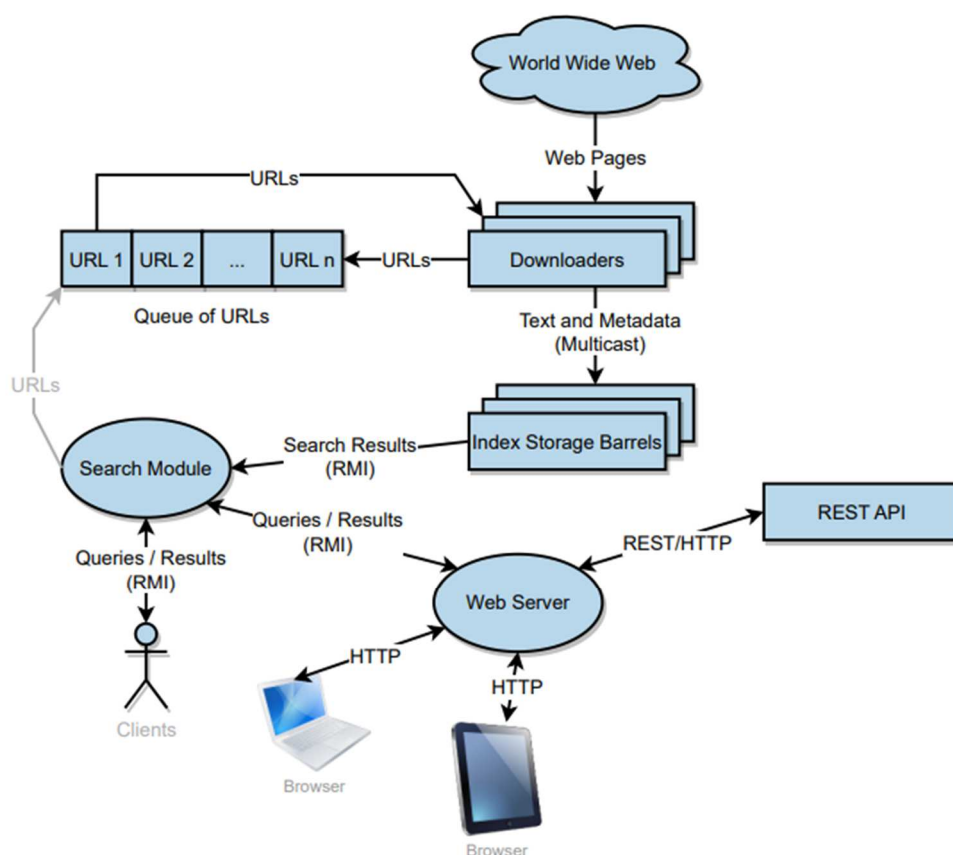 World Wide Web
Web Pages
URLs
URL 1
URL 2
...
URL n
URLs
Downloaders
Queue of URLs
Text and Metadata
(Multicast)
URLs
Search Module
Search Results
(RMI)
Index Storage Barrels
Queries / Results
(RMI)
REST/HTTP
REST API
Queries / Results
(RMI)
Web Server
HTTP
HTTP
Clients
Browser
Browser